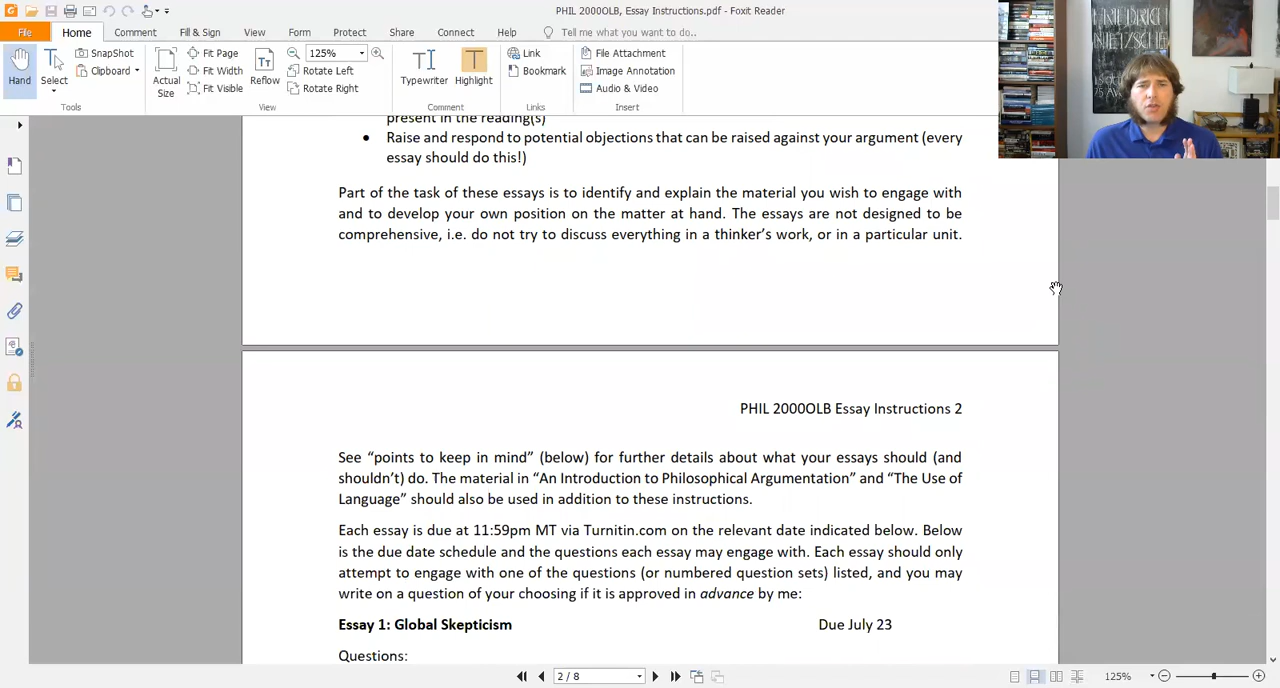 PHIL 2000OLB, Essay Instructions.pdf - Foxit Reader
File Home Comment Fill & Sign View Form Protect Share Connect Help Tell me what you want to do..
Hand
Select
SnapShot
Clipboard
Tools
Actual Size
Fit Page
Fit Width
Fit Visible
Reflow
125%
Rotate Left
Rotate Right
View
Typewriter
Highlight
Comment
Link
Bookmark
Links
File Attachment
Image Annotation
Audio & Video
Insert
NIETZSCHE
present in the reading(s)
• Raise and respond to potential objections that can be raised against your argument (every
essay should do this!)
Part of the task of these essays is to identify and explain the material you wish to engage with
and to develop your own position on the matter at hand. The essays are not designed to be
comprehensive, i.e. do not try to discuss everything in a thinker's work, or in a particular unit.
PHIL 2000OLB Essay Instructions 2
See “points to keep in mind” (below) for further details about what your essays should (and
shouldn't) do. The material in “An Introduction to Philosophical Argumentation” and “The Use of
Language” should also be used in addition to these instructions.
Each essay is due at 11:59pm MT via Turnitin.com on the relevant date indicated below. Below
is the due date schedule and the questions each essay may engage with. Each essay should only
attempt to engage with one of the questions (or numbered question sets) listed, and you may
write on a question of your choosing if it is approved in advance by me:
Essay 1: Global Skepticism Due July 23
Questions:
2 / 8
125%